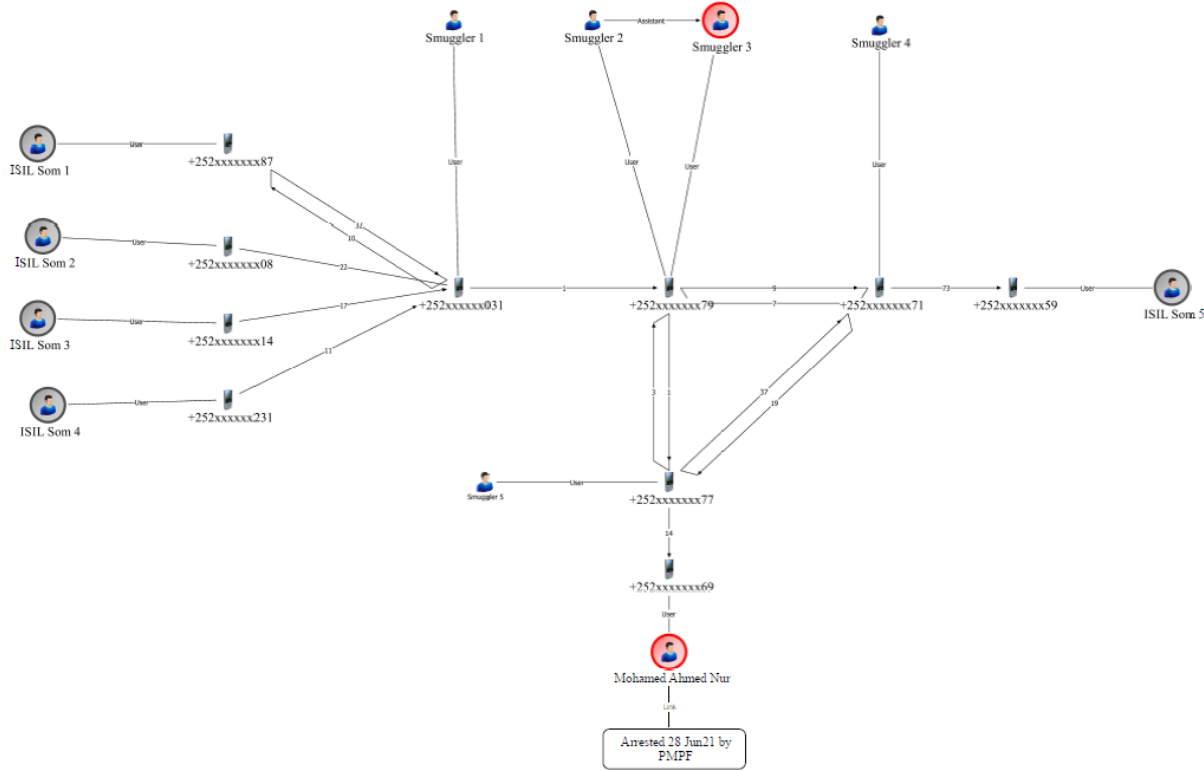 Assistant
Smuggler 1
Smuggler 2
Smuggler 3
Smuggler 4
User
ISIL Som 1
+252xxxxxxx87
User
User
User
User
32
10
User
ISIL Som 2
+252xxxxxxx08
22
1
9
7
73
User
+252xxxxxxx031
+252xxxxxxx79
+252xxxxxxx71
+252xxxxxxx59
ISIL Som 5
17
User
ISIL Som 3
+252xxxxxxx14
11
User
ISIL Som 4
+252xxxxxx231
3
1
37
19
User
Smuggler 5
+252xxxxxxx77
14
+252xxxxxxx69
User
Mohamed Ahmed Nur
Link
Arrested 28 Jun21 by
PMPF